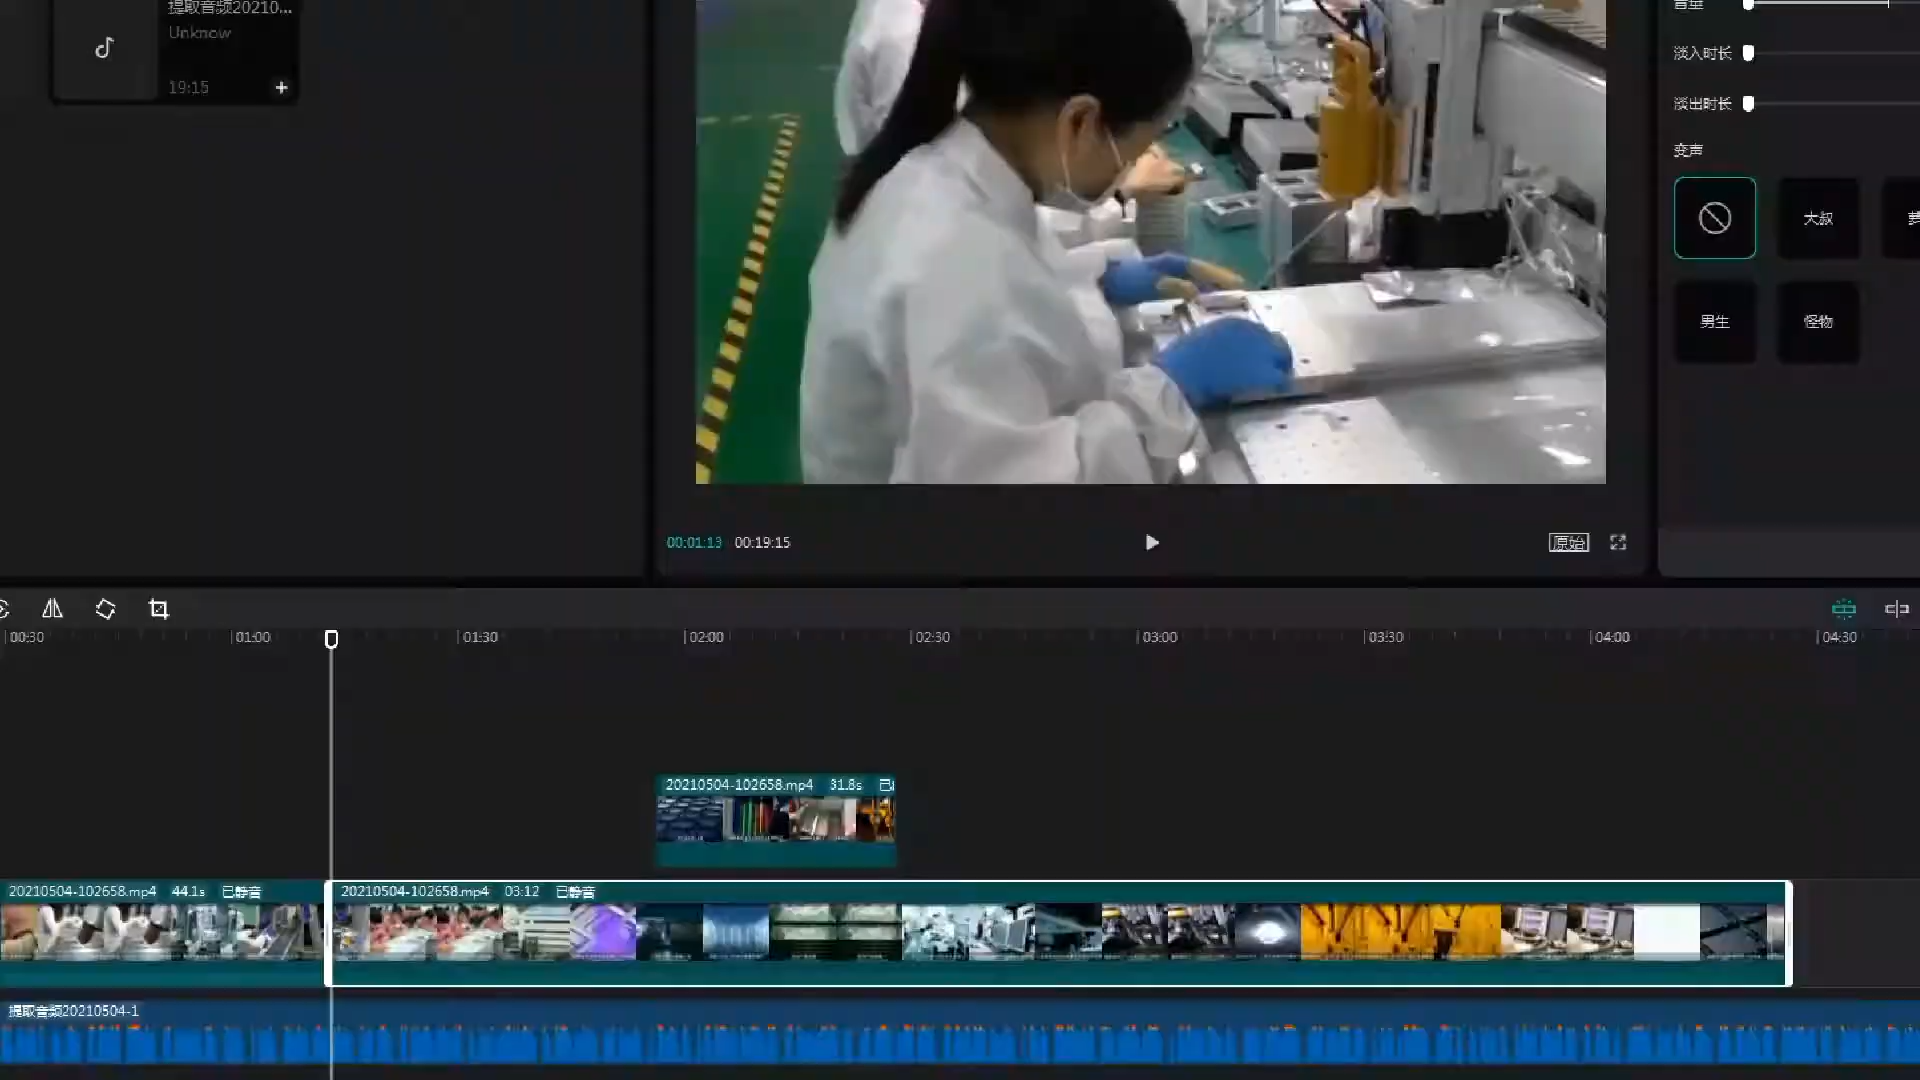 提取音频20210...
Unknow
19:15
音量
淡入时长
淡出时长
变声
大叔
男生
怪物
00:01:13 00:19:15
原始
00:30 01:00 01:30 02:00 02:30 03:00 03:30 04:00 04:30
20210504-102658.mp4 31.8s
20210504-102658.mp4 44.1s 已静音
20210504-102658.mp4 03:12 已静音
提取音频20210504-1